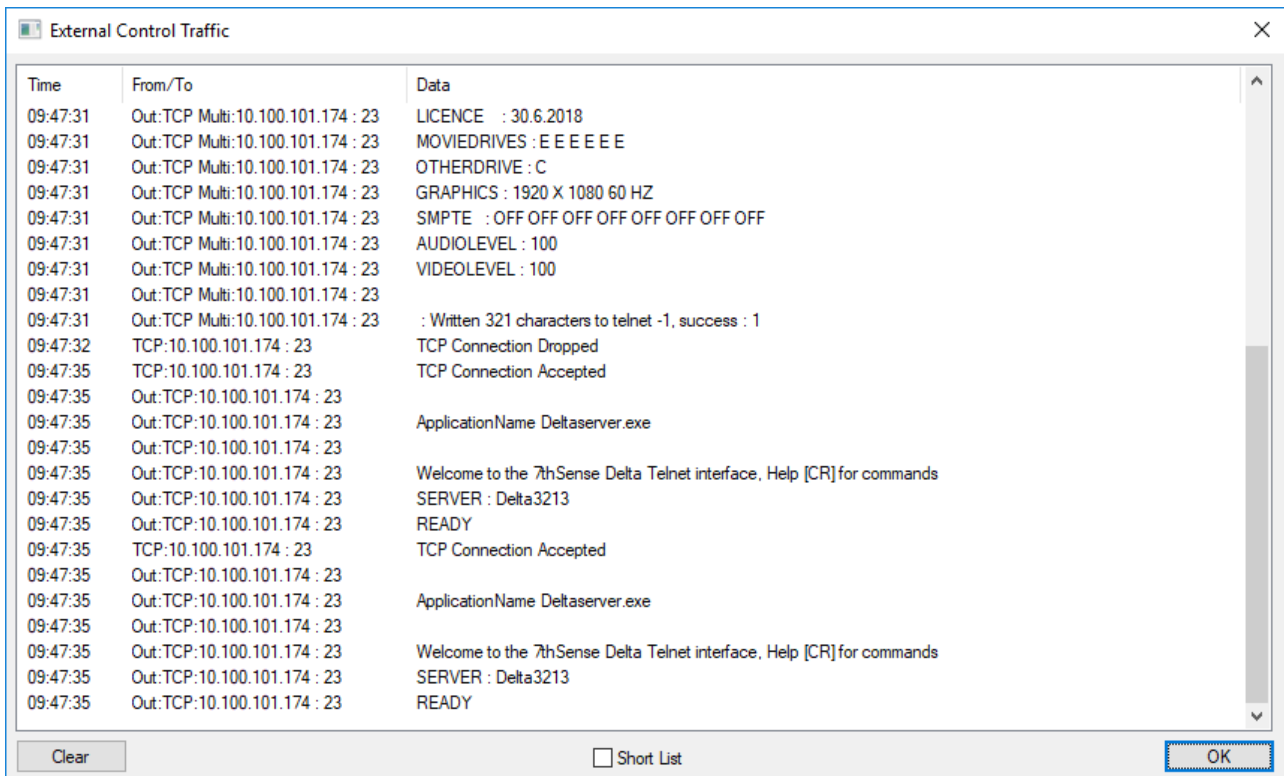 External Control Traffic
Time From/To Data
09:47:31 Out:TCP Multi:10.100.101.174 : 23 LICENCE : 30.6.2018
09:47:31 Out:TCP Multi:10.100.101.174 : 23 MOVIEDRIVES : E E E E E E
09:47:31 Out:TCP Multi:10.100.101.174 : 23 OTHERDRIVE : C
09:47:31 Out:TCP Multi:10.100.101.174 : 23 GRAPHICS : 1920 X 1080 60 HZ
09:47:31 Out:TCP Multi:10.100.101.174 : 23 SMPTE : OFF OFF OFF OFF OFF OFF OFF OFF
09:47:31 Out:TCP Multi:10.100.101.174 : 23 AUDIOLEVEL : 100
09:47:31 Out:TCP Multi:10.100.101.174 : 23 VIDEOLEVEL : 100
09:47:31 Out:TCP Multi:10.100.101.174 : 23
09:47:31 Out:TCP Multi:10.100.101.174 : 23 : Written 321 characters to telnet -1, success : 1
09:47:32 TCP:10.100.101.174 : 23 TCP Connection Dropped
09:47:35 TCP:10.100.101.174 : 23 TCP Connection Accepted
09:47:35 Out:TCP:10.100.101.174 : 23
09:47:35 Out:TCP:10.100.101.174 : 23 ApplicationName Deltaserver.exe
09:47:35 Out:TCP:10.100.101.174 : 23
09:47:35 Out:TCP:10.100.101.174 : 23 Welcome to the 7thSense Delta Telnet interface, Help [CR] for commands
09:47:35 Out:TCP:10.100.101.174 : 23 SERVER : Delta3213
09:47:35 Out:TCP:10.100.101.174 : 23 READY
09:47:35 TCP:10.100.101.174 : 23 TCP Connection Accepted
09:47:35 Out:TCP:10.100.101.174 : 23
09:47:35 Out:TCP:10.100.101.174 : 23 ApplicationName Deltaserver.exe
09:47:35 Out:TCP:10.100.101.174 : 23
09:47:35 Out:TCP:10.100.101.174 : 23 Welcome to the 7thSense Delta Telnet interface, Help [CR] for commands
09:47:35 Out:TCP:10.100.101.174 : 23 SERVER : Delta3213
09:47:35 Out:TCP:10.100.101.174 : 23 READY
Clear Short List OK